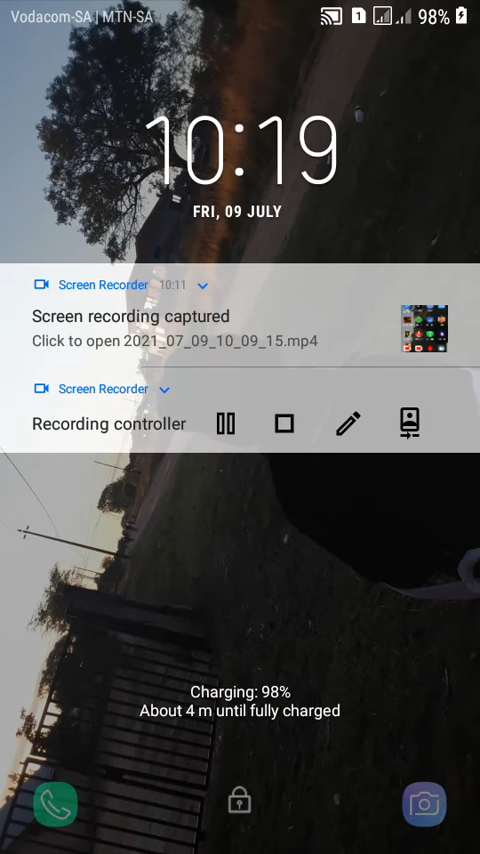 Vodacom-SA | MTN-SA 1 98%
10:19
FRI, 09 JULY
Screen Recorder 10:11
Screen recording captured
Click to open 2021_07_09_10_09_15.mp4
Screen Recorder
Recording controller
Charging: 98%
About 4 m until fully charged